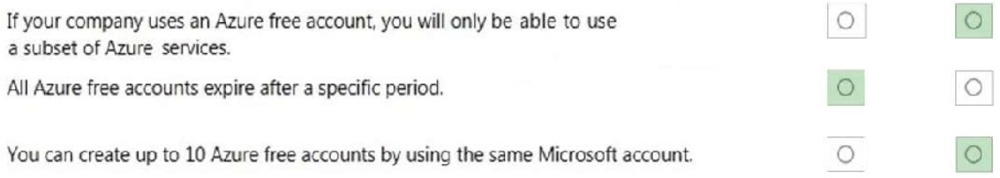 If your company uses an Azure free account, you will only be able to use
a subset of Azure services.
All Azure free accounts expire after a specific period.
You can create up to 10 Azure free accounts by using the same Microsoft account.